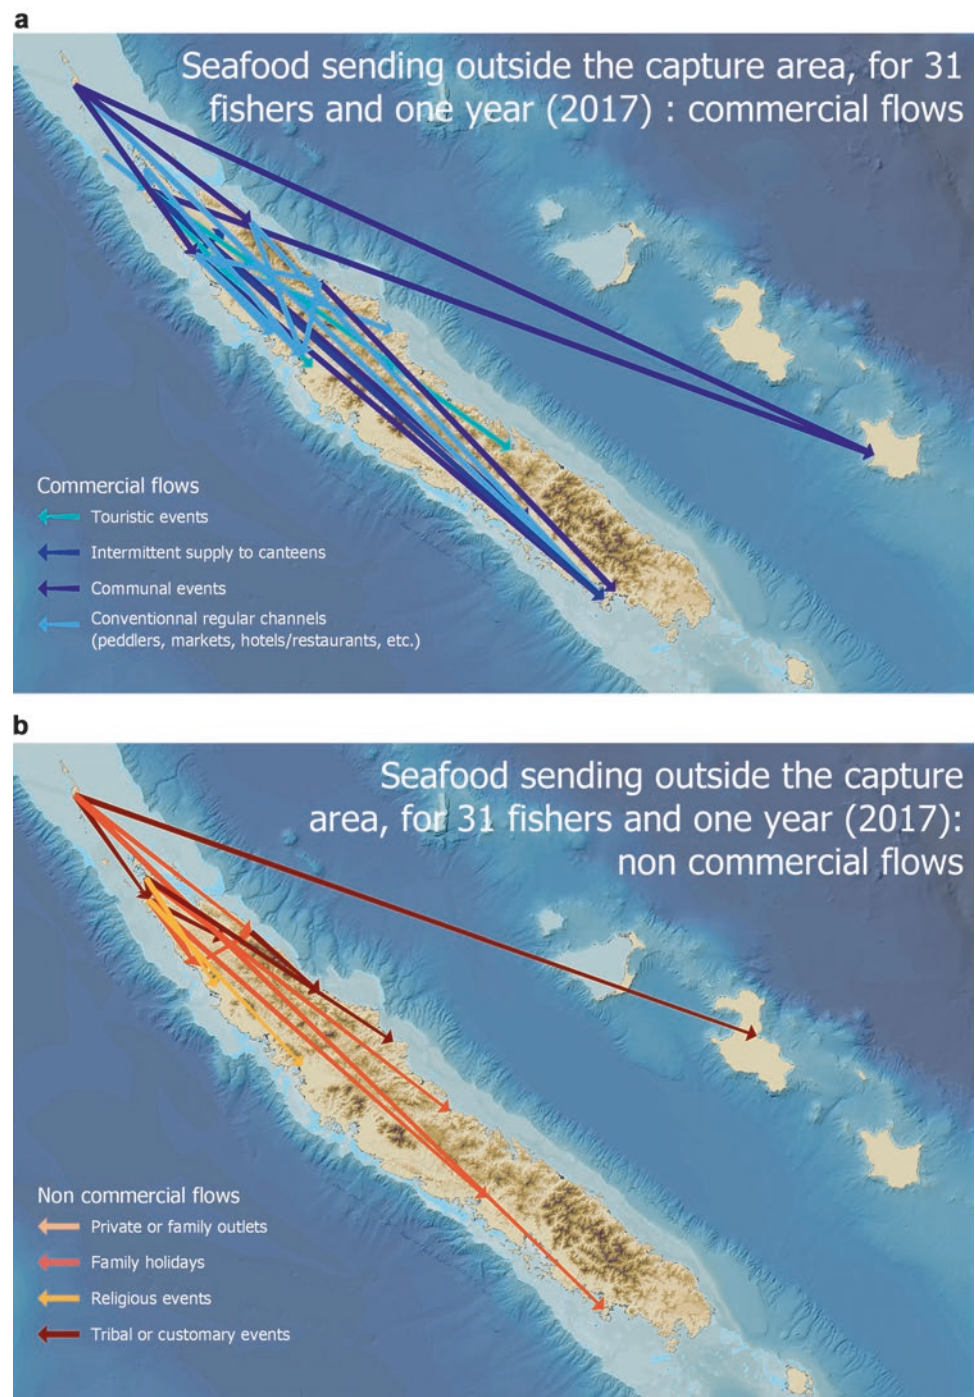 a
Seafood sending outside the capture area, for 31
fishers and one year (2017) : commercial flows
Commercial flows
Touristic events
Intermittent supply to canteens
Communal events
Conventionnal regular channels
(peddlers, markets, hotels/restaurants, etc.)
b
Seafood sending outside the capture
area, for 31 fishers and one year (2017):
non commercial flows
Non commercial flows
Private or family outlets
Family holidays
Religious events
Tribal or customary events